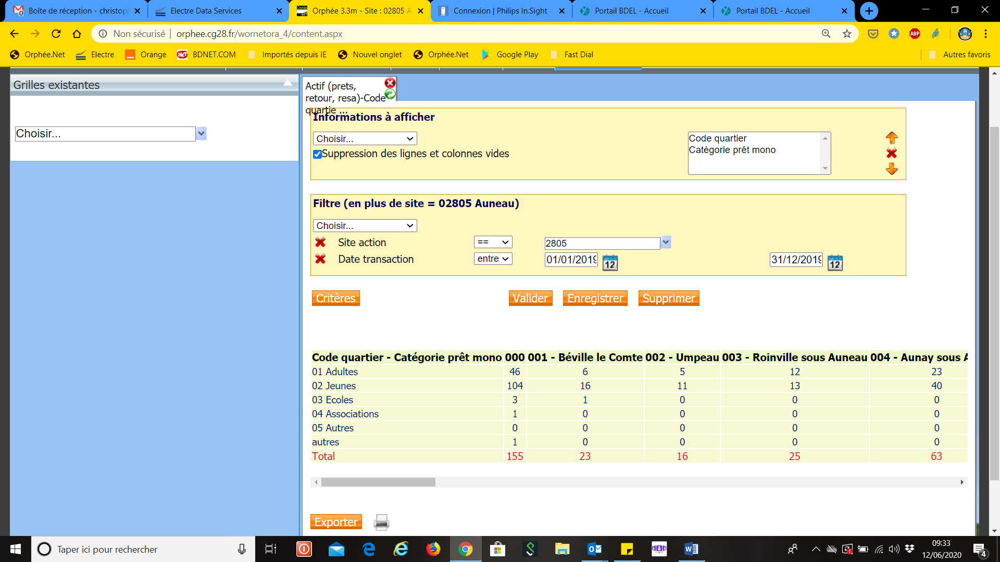 Boîte de réception - christoph
Electre Data Services
Orphée 3.3m - Site : 02805 A
Connexion | Philips In.Sight
Portail BDEL - Accueil
Portail BDEL - Accueil
Non sécurisé | orphee.cg28.fr/wornetora_4/content.aspx
ABP
Orphée.Net
Electre
Orange
BDNET.COM
Importés depuis IE
Nouvel onglet
Orphée.Net
Google Play
Fast Dial
Autres favoris
Grilles existantes
Choisir...
Actif (prets,
retour, resa)-Code
quartie ...
Informations à afficher
Choisir...
Suppression des lignes et colonnes vides
Code quartier
Catégorie prêt mono
Filtre (en plus de site = 02805 Auneau)
Choisir...
Site action == 2805
Date transaction entre 01/01/2019 12 31/12/2019 12
Critères Valider Enregistrer Supprimer
Code quartier - Catégorie prêt mono 000 001 - Béville le Comte 002 - Umpeau 003 - Roinville sous Auneau 004 - Aunay sous A
01 Adultes 46 6 5 12 23
02 Jeunes 104 16 11 13 40
03 Ecoles 3 1 0 0 0
04 Associations 1 0 0 0 0
05 Autres 0 0 0 0 0
autres 1 0 0 0 0
Total 155 23 16 25 63
Exporter
Taper ici pour rechercher
09:33
12/06/2020
4